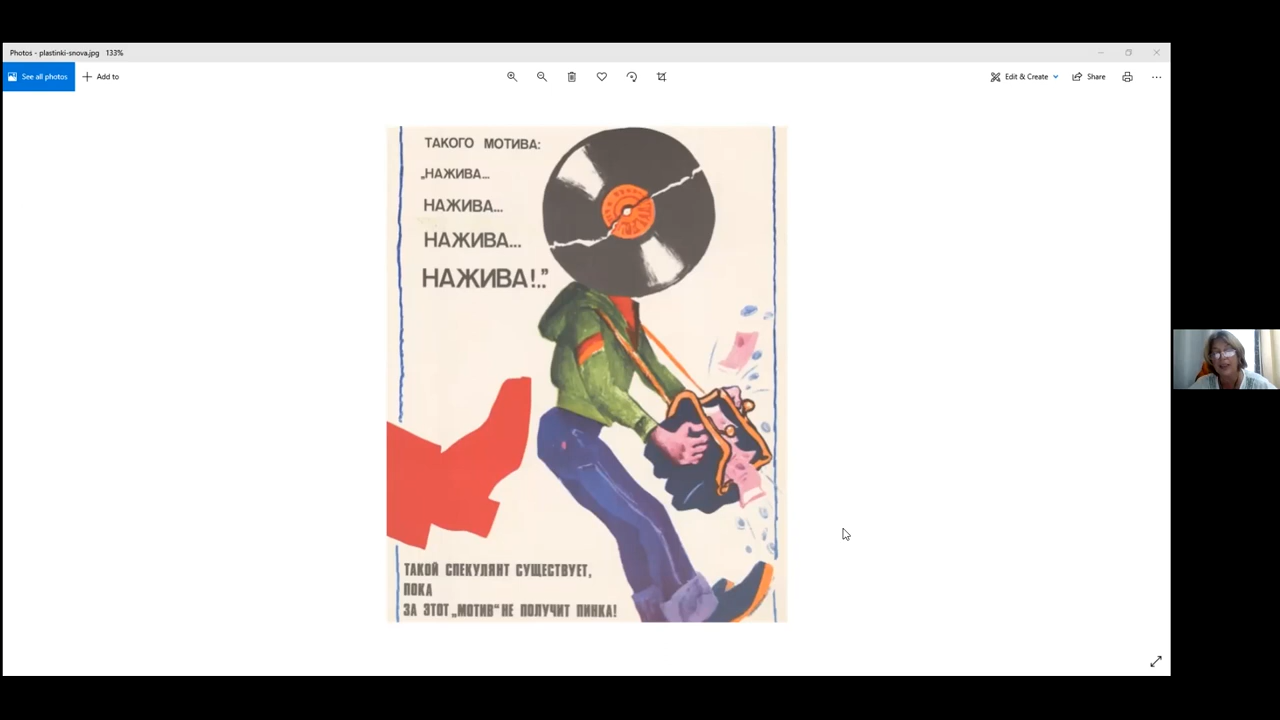 Photos - plastinki-snova.jpg 133%
See all photos
Add to
Edit & Create
Share
ТАКОГО МОТИВА:
„НАЖИВА...
НАЖИВА...
НАЖИВА...
НАЖИВА!..”
ТАКОЙ СПЕКУЛЯНТ СУЩЕСТВУЕТ,
ПОКА
ЗА ЭТОТ „МОТИВ“ НЕ ПОЛУЧИТ ПИНКА!